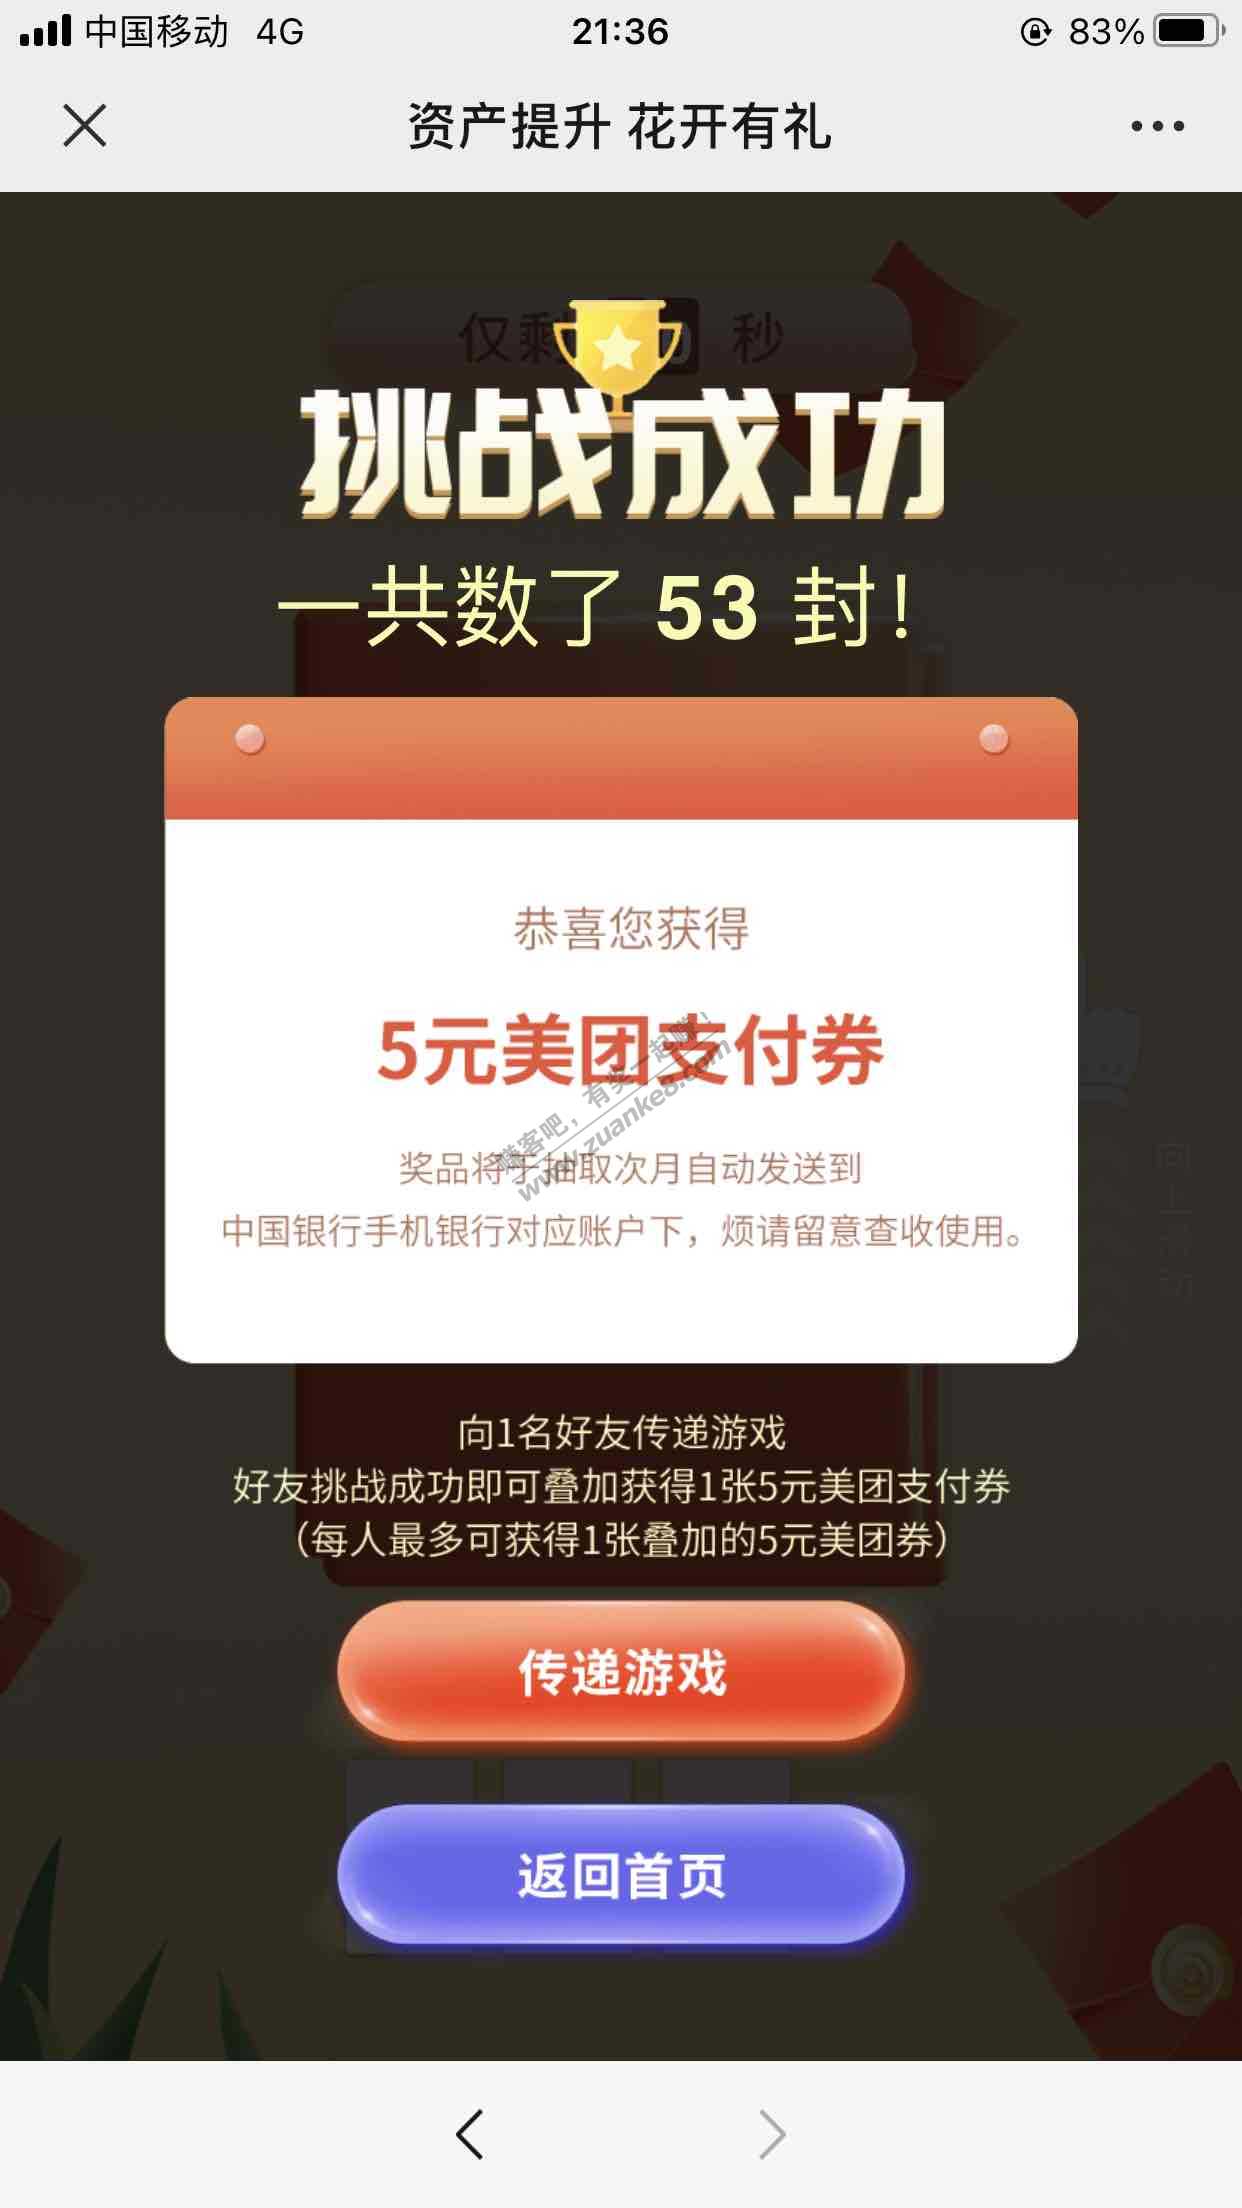 中国移动 4G 21:36 83%
资产提升 花开有礼
仅剩 秒
挑战成功
一共数了 53 封!
恭喜您获得
5元美团支付券
赚客吧，有奖一起赚！
www.zuanke8.com
奖品将于抽取次月自动发送到
中国银行手机银行对应账户下，烦请留意查收使用。
向1名好友传递游戏
好友挑战成功即可叠加获得1张5元美团支付券
（每人最多可获得1张叠加的5元美团券）
传递游戏
返回首页